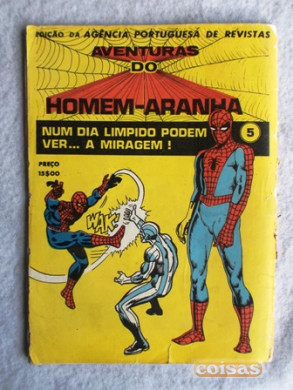 EDIÇÃO DA AGÊNCIA PORTUGUESA DE REVISTAS
AVENTURAS
DO
HOMEM-ARANHA
NUM DIA LIMPIDO PODEM
VER... A MIRAGEM !
5
PREÇO
15$00
WAK!
coisas